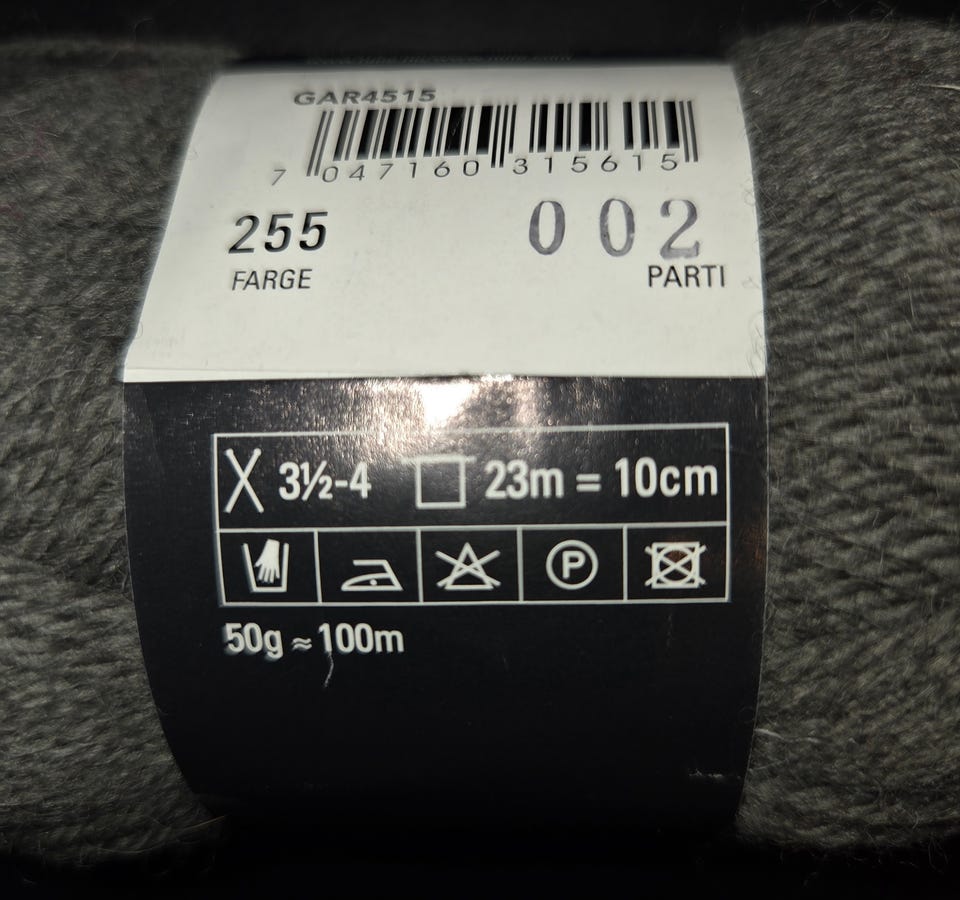 GAR4515
7 047160 315615
255 002
FARGE PARTI
3½-4 23m = 10cm
P
50g ≈ 100m